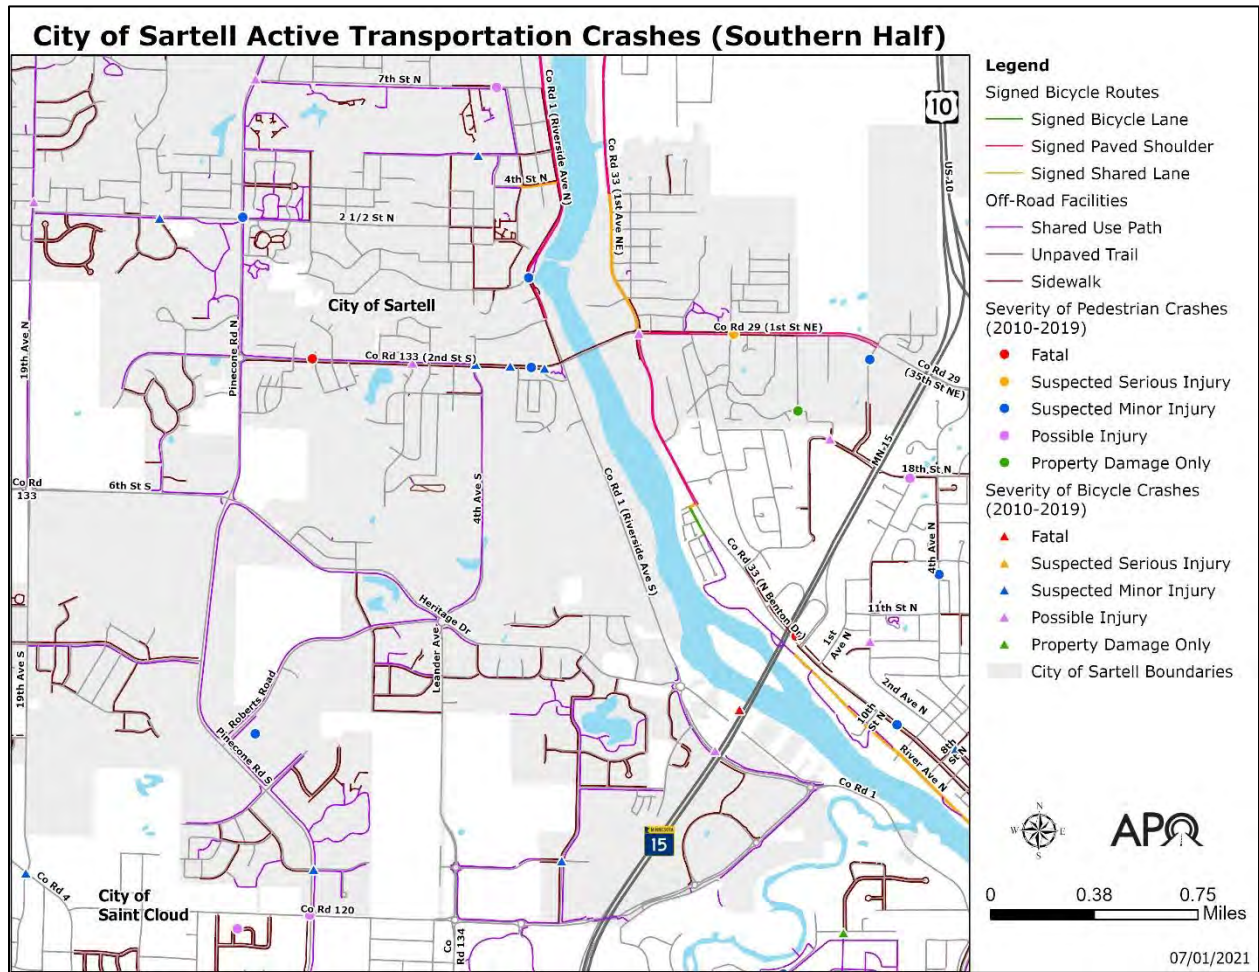 City of Sartell Active Transportation Crashes (Southern Half)
7th St N
Co Rd 1 (Riverside Ave N)
Co Rd 33 (1st Ave NE)
10
US-10
4th St N
2 1/2 St N
City of Sartell
19th Ave N
Pinecone Rd N
Co Rd 133 (2nd St S)
Co Rd 29 (1st St NE)
Co Rd 29
(35th St NE)
MN-15
18th St N
Co Rd
133
6th St S
4th Ave S
Co Rd 1 (Riverside Ave S)
4th Ave N
Co Rd 33 (N Benton Dr)
11th St N
1st
Ave N
Heritage Dr
Leander Ave
19th Ave S
Roberts Road
Pinecone Rd S
2nd Ave N
10th
St N
8th
St N
River Ave N
Co Rd 1
MINNESOTA
15
Co Rd 4
City of
Saint Cloud
Co Rd 120
Co
Rd 134
Legend
Signed Bicycle Routes
Signed Bicycle Lane
Signed Paved Shoulder
Signed Shared Lane
Off-Road Facilities
Shared Use Path
Unpaved Trail
Sidewalk
Severity of Pedestrian Crashes
(2010-2019)
Fatal
Suspected Serious Injury
Suspected Minor Injury
Possible Injury
Property Damage Only
Severity of Bicycle Crashes
(2010-2019)
Fatal
Suspected Serious Injury
Suspected Minor Injury
Possible Injury
Property Damage Only
City of Sartell Boundaries
N
W E
S
APO
0 0.38 0.75
Miles
07/01/2021